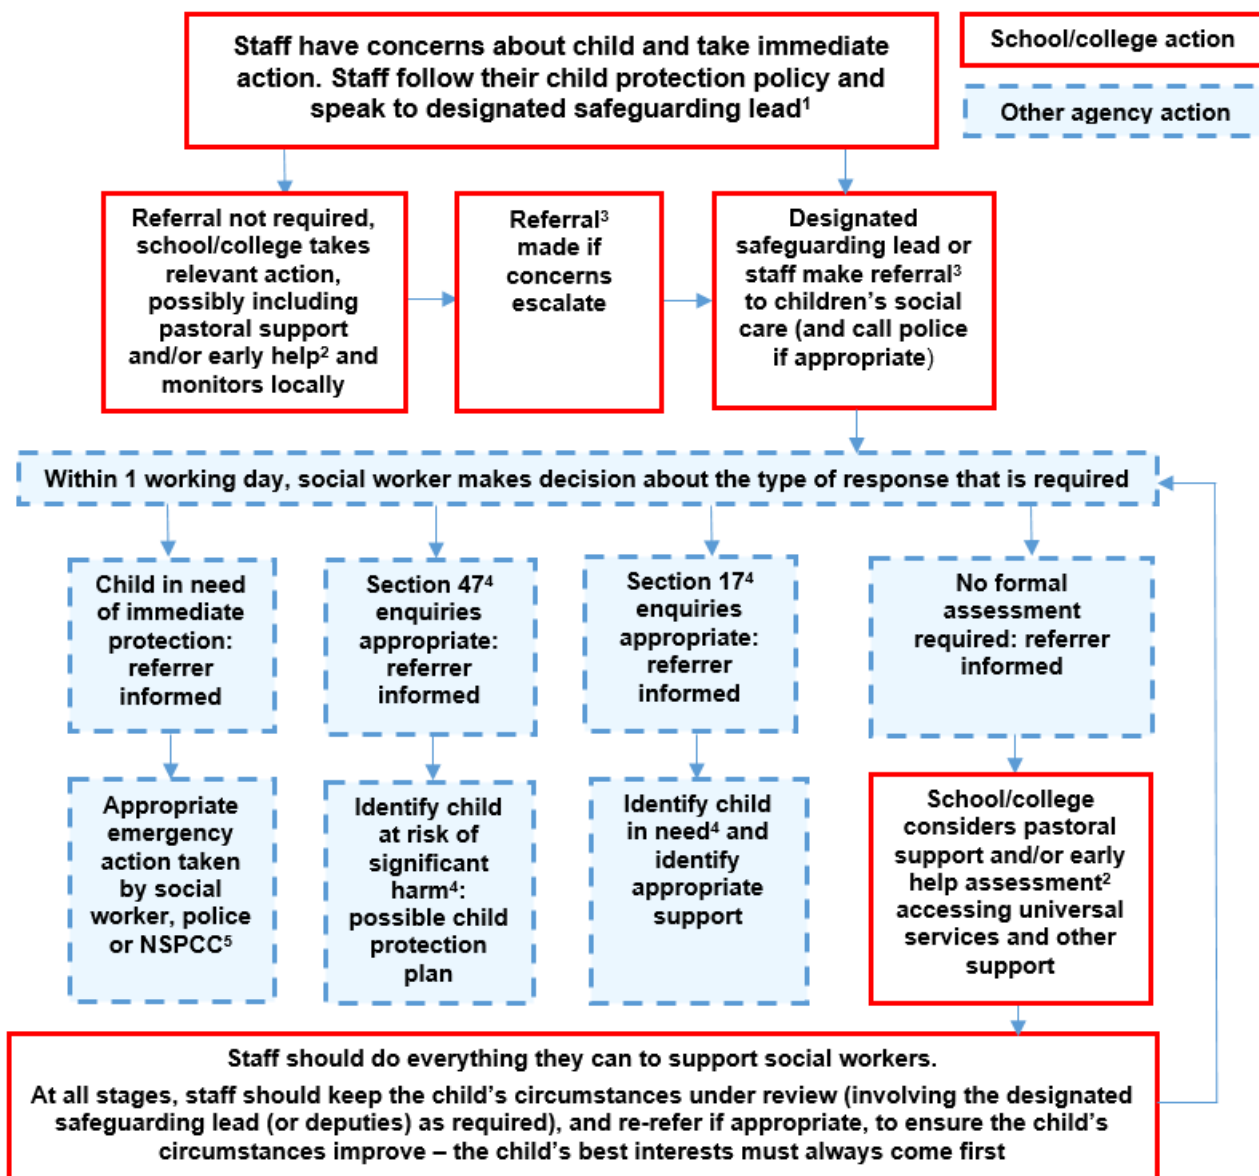 Staff have concerns about child and take immediate
action. Staff follow their child protection policy and
speak to designated safeguarding lead¹
School/college action
Other agency action
Referral not required,
school/college takes
relevant action,
possibly including
pastoral support
and/or early help² and
monitors locally
Referral³
made if
concerns
escalate
Designated
safeguarding lead or
staff make referral³
to children’s social
care (and call police
if appropriate)
Within 1 working day, social worker makes decision about the type of response that is required
Child in need
of immediate
protection:
referrer
informed
Section 47⁴
enquiries
appropriate:
referrer
informed
Section 17⁴
enquiries
appropriate:
referrer
informed
No formal
assessment
required: referrer
informed
Appropriate
emergency
action taken
by social
worker, police
or NSPCC⁵
Identify child
at risk of
significant
harm⁴:
possible child
protection
plan
Identify child
in need⁴ and
identify
appropriate
support
School/college
considers pastoral
support and/or early
help assessment²
accessing universal
services and other
support
Staff should do everything they can to support social workers.
At all stages, staff should keep the child’s circumstances under review (involving the designated
safeguarding lead (or deputies) as required), and re-refer if appropriate, to ensure the child’s
circumstances improve – the child’s best interests must always come first